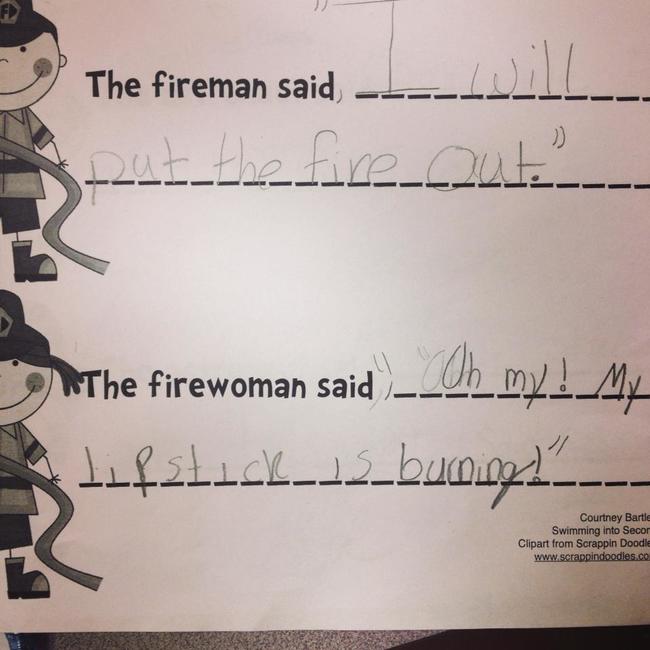 The fireman said, "I will
put the fire out."
The firewoman said, "Oh my! My
lipstick is burning!"
Courtney Bartle
Swimming into Secon
Clipart from Scrappin Doodle
www.scrappindoodles.co